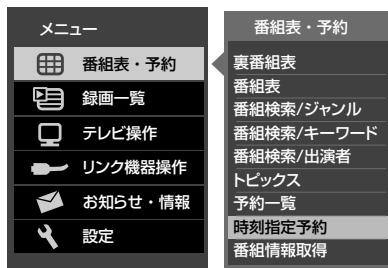 メニュー
番組表・予約
録画一覧
テレビ操作
リンク機器操作
お知らせ・情報
設定
番組表・予約
裏番組表
番組表
番組検索/ジャンル
番組検索/キーワード
番組検索/出演者
トピックス
予約一覧
時刻指定予約
番組情報取得